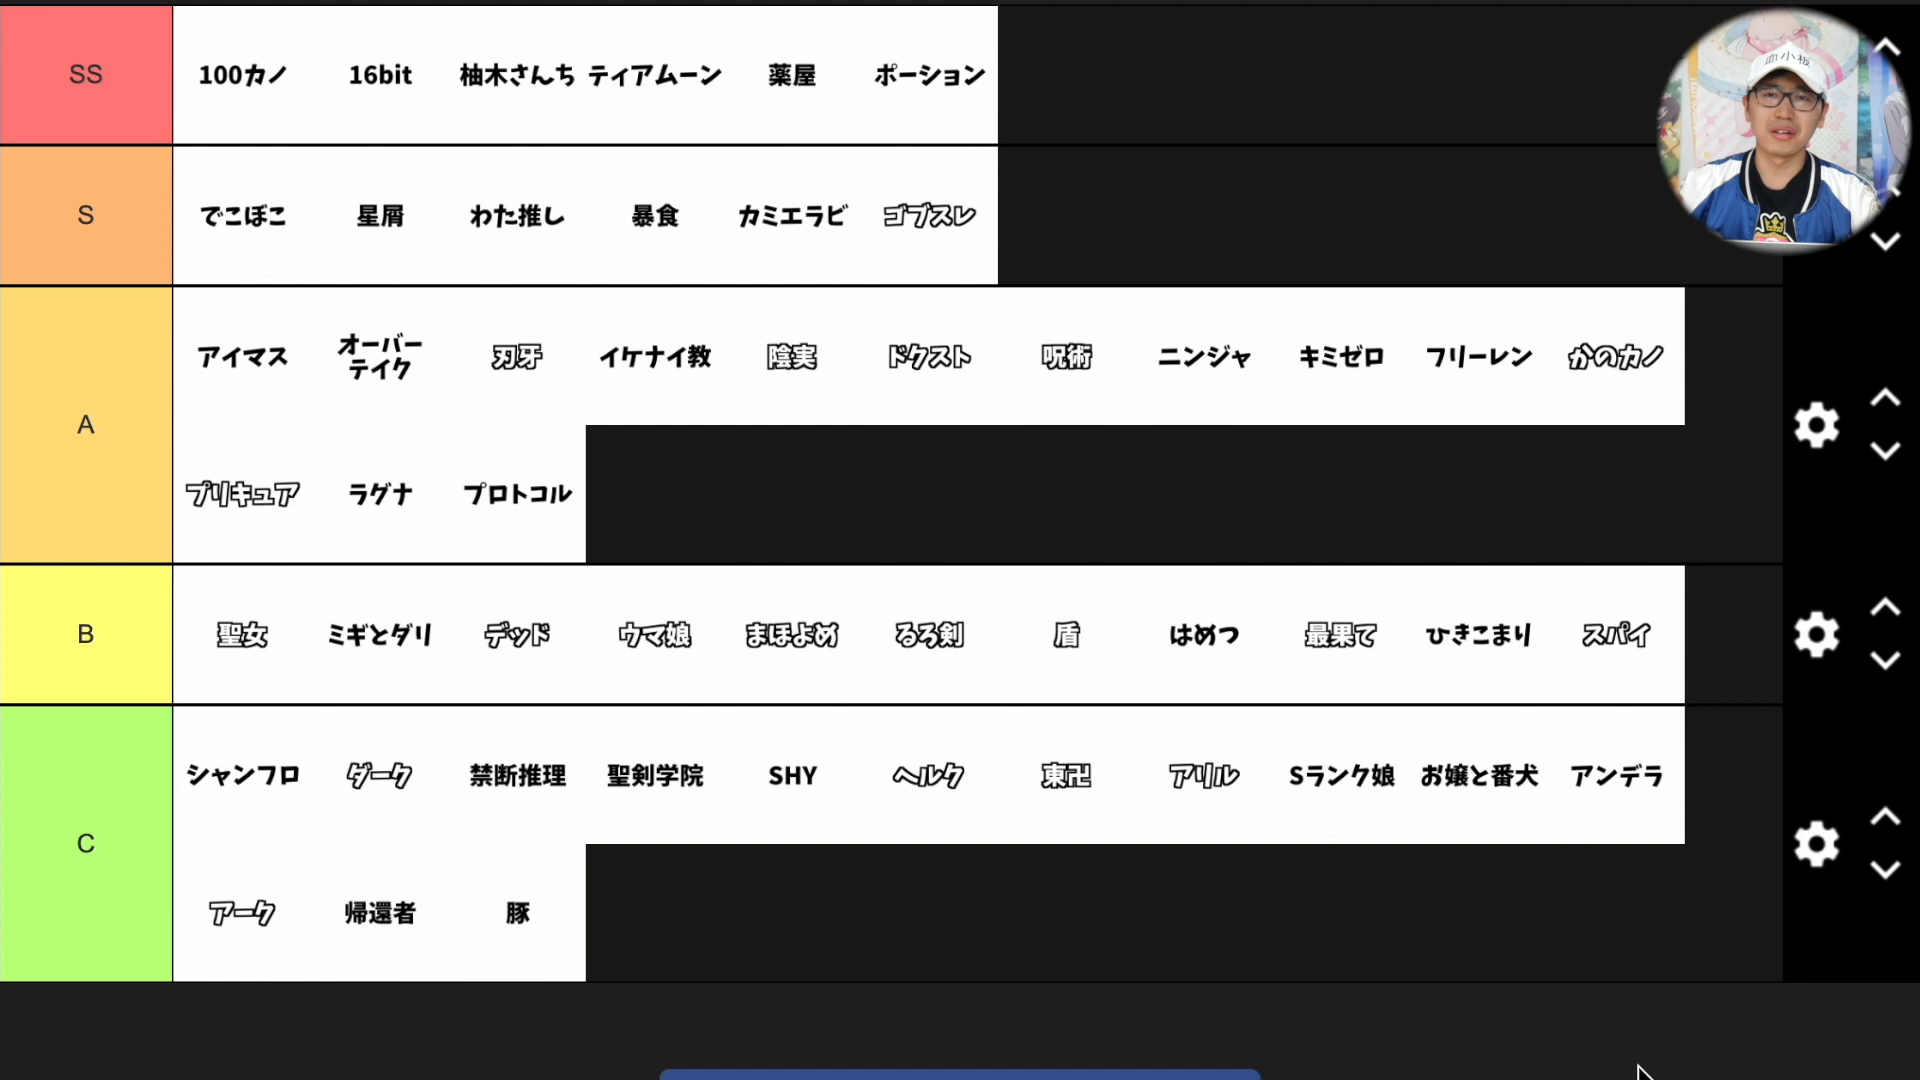 SS
100カノ
16bit
柚木さんち
ティアムーン
薬屋
ポーション
血小板
S
でこぼこ
星屑
わた推し
暴食
カミエラビ
ゴブスレ
A
アイマス
オーバー
テイク
刃牙
イケナイ教
陰実
ドクスト
呪術
ニンジャ
キミゼロ
フリーレン
かのカノ
プリキュア
ラグナ
プロトコル
B
聖女
ミギとダリ
デッド
ウマ娘
まほよめ
るろ剣
盾
はめつ
最果て
ひきこまり
スパイ
C
シャンフロ
ダーク
禁断推理
聖剣学院
SHY
ヘルク
東卍
アリル
Sランク娘
お嬢と番犬
アンデラ
アーク
帰還者
豚